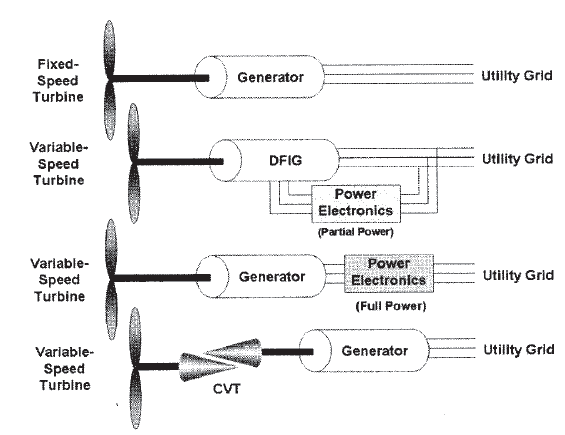 Fixed-
Speed
Turbine
Generator
Utility Grid
Variable-
Speed
Turbine
DFIG
Utility Grid
Power
Electronics
(Partial Power)
Variable-
Speed
Turbine
Generator
Power
Electronics
(Full Power)
Utility Grid
Variable-
Speed
Turbine
CVT
Generator
Utility Grid